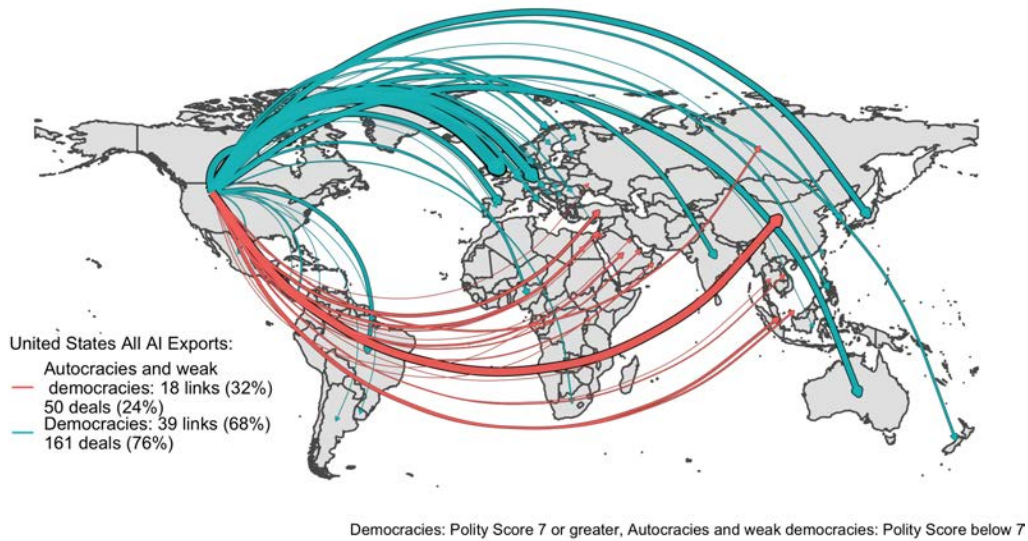 United States All AI Exports:
Autocracies and weak
democracies: 18 links (32%)
50 deals (24%)
Democracies: 39 links (68%)
161 deals (76%)
Democracies: Polity Score 7 or greater, Autocracies and weak democracies: Polity Score below 7